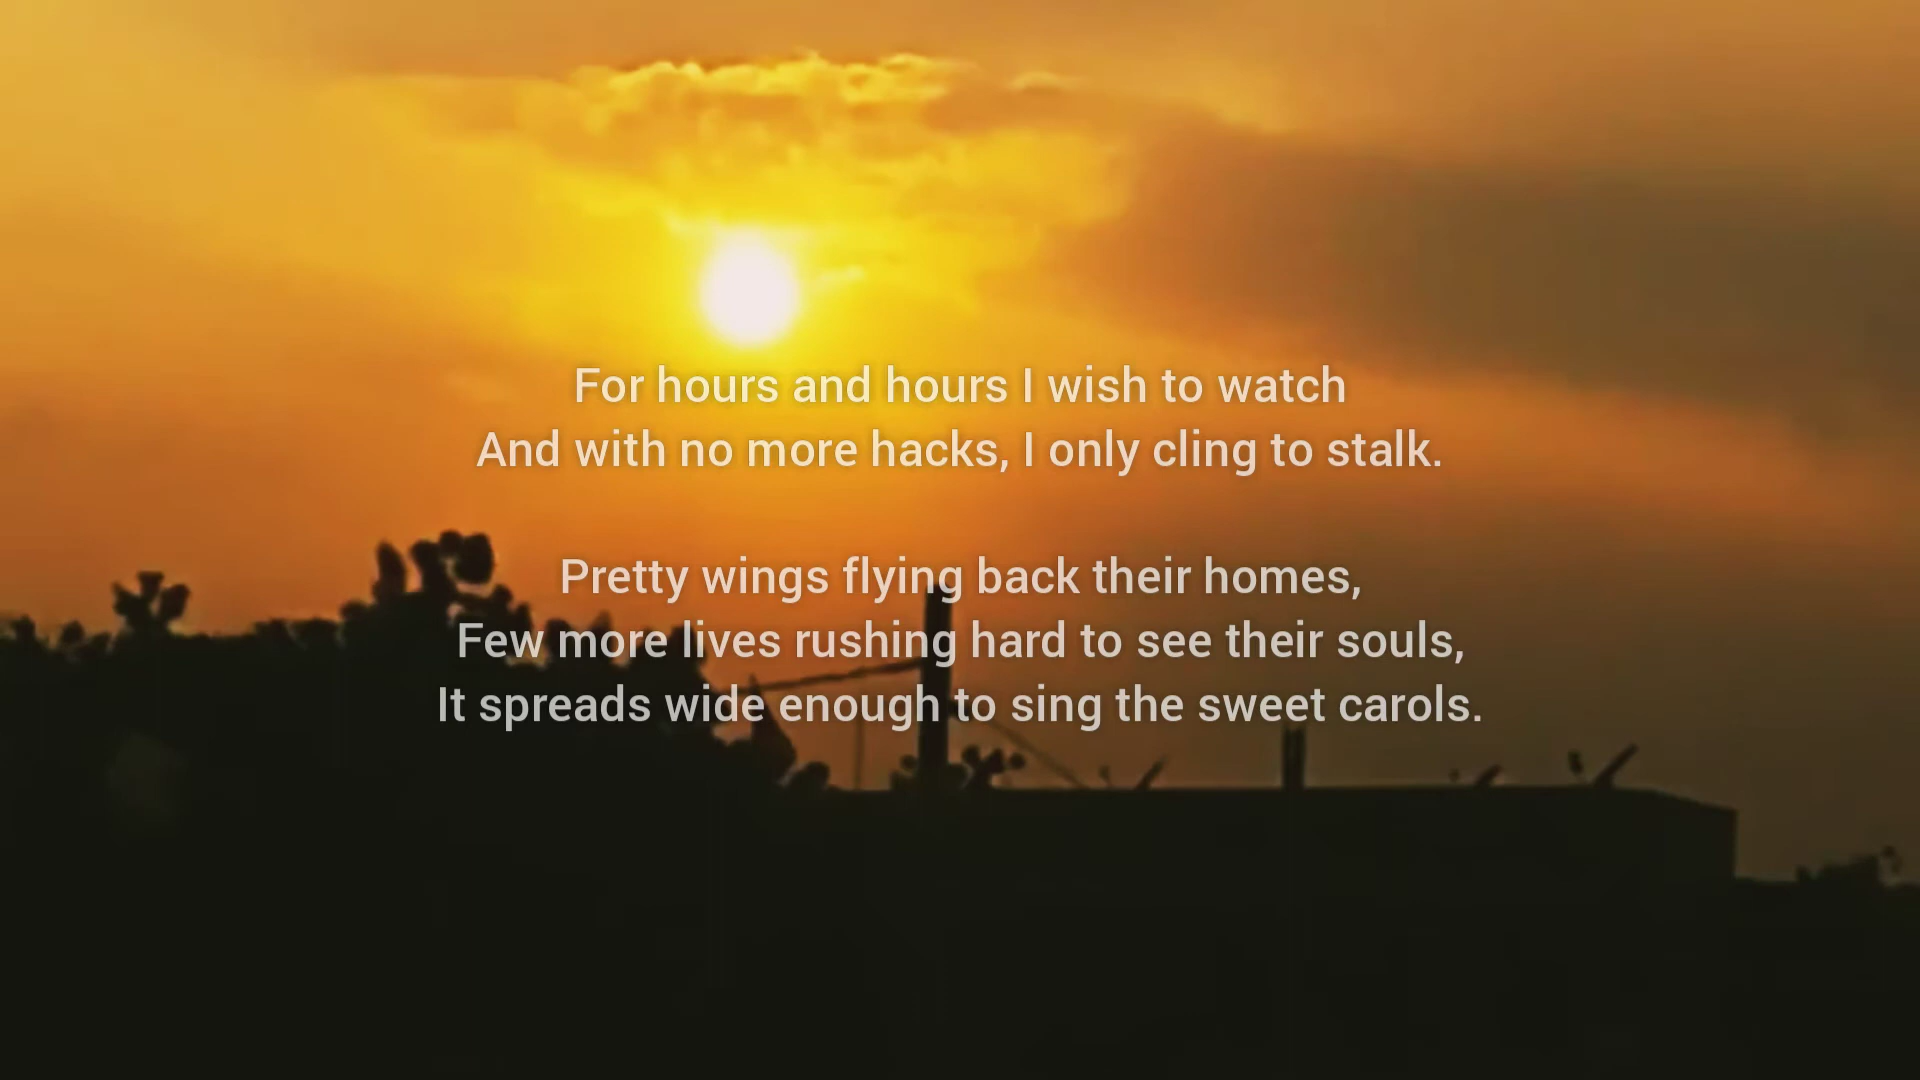 For hours and hours I wish to watch
And with no more hacks, I only cling to stalk.
Pretty wings flying back their homes,
Few more lives rushing hard to see their souls,
It spreads wide enough to sing the sweet carols.